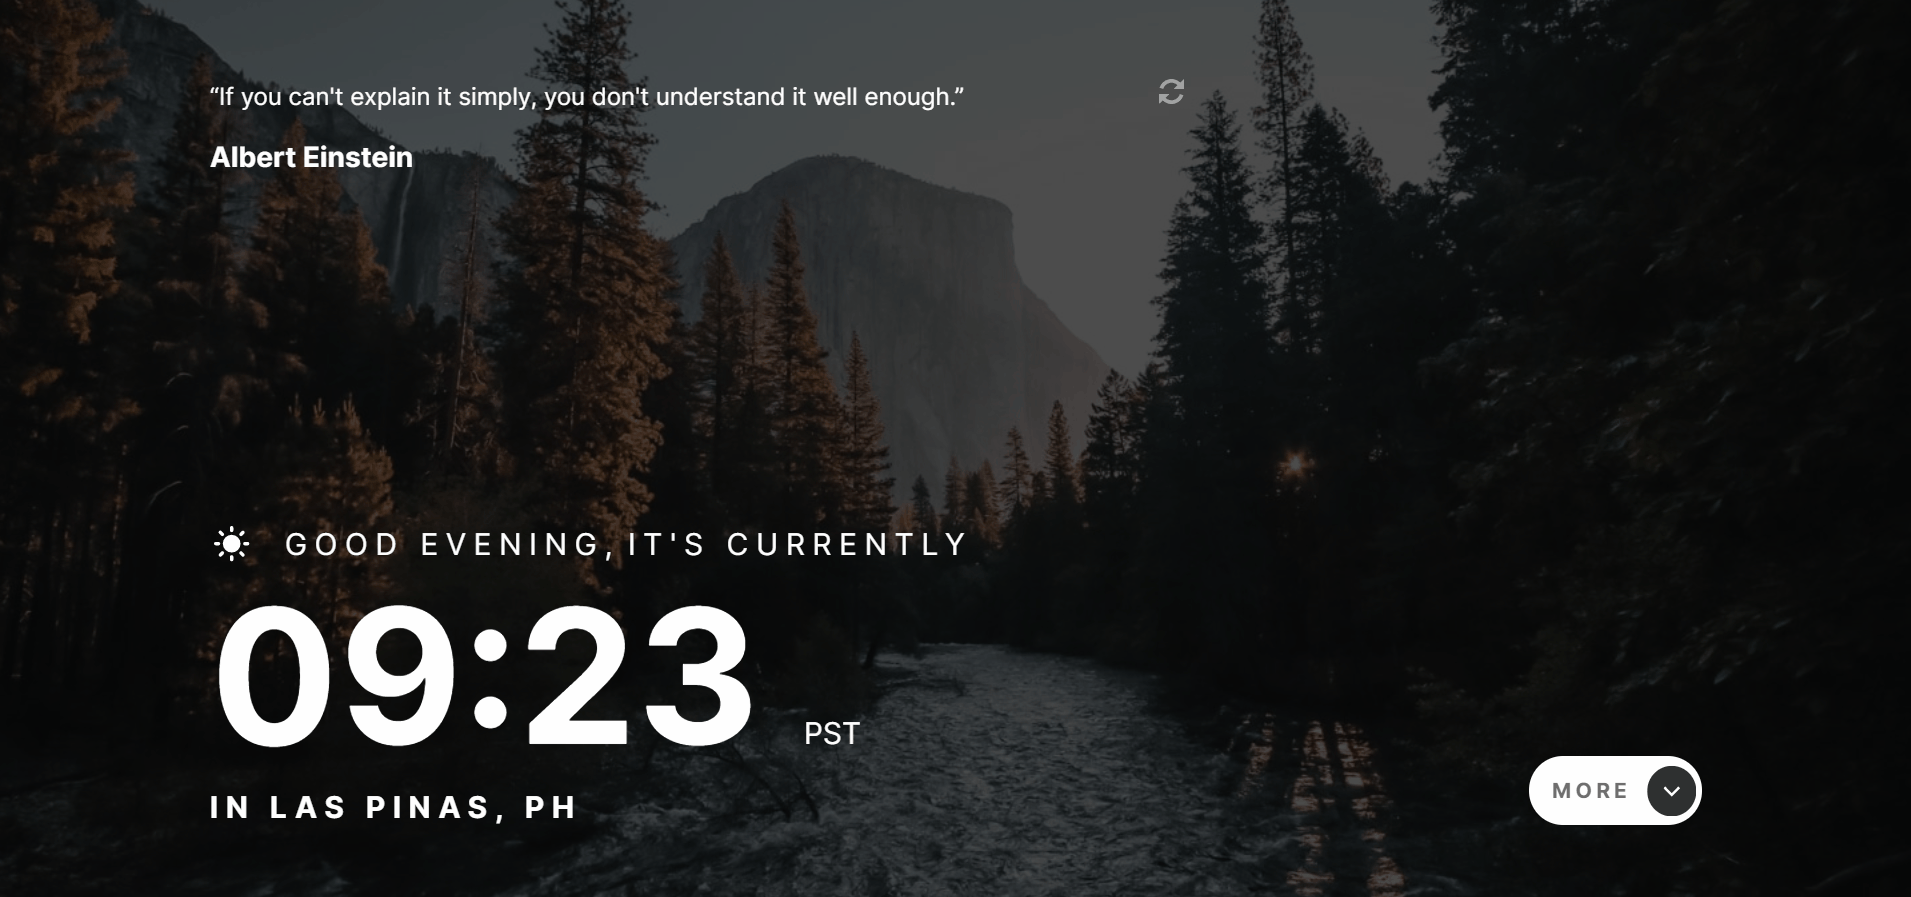 “If you can't explain it simply, you don't understand it well enough.”
Albert Einstein
GOOD EVENING, IT'S CURRENTLY
09:23 PST
IN LAS PINAS, PH
MORE